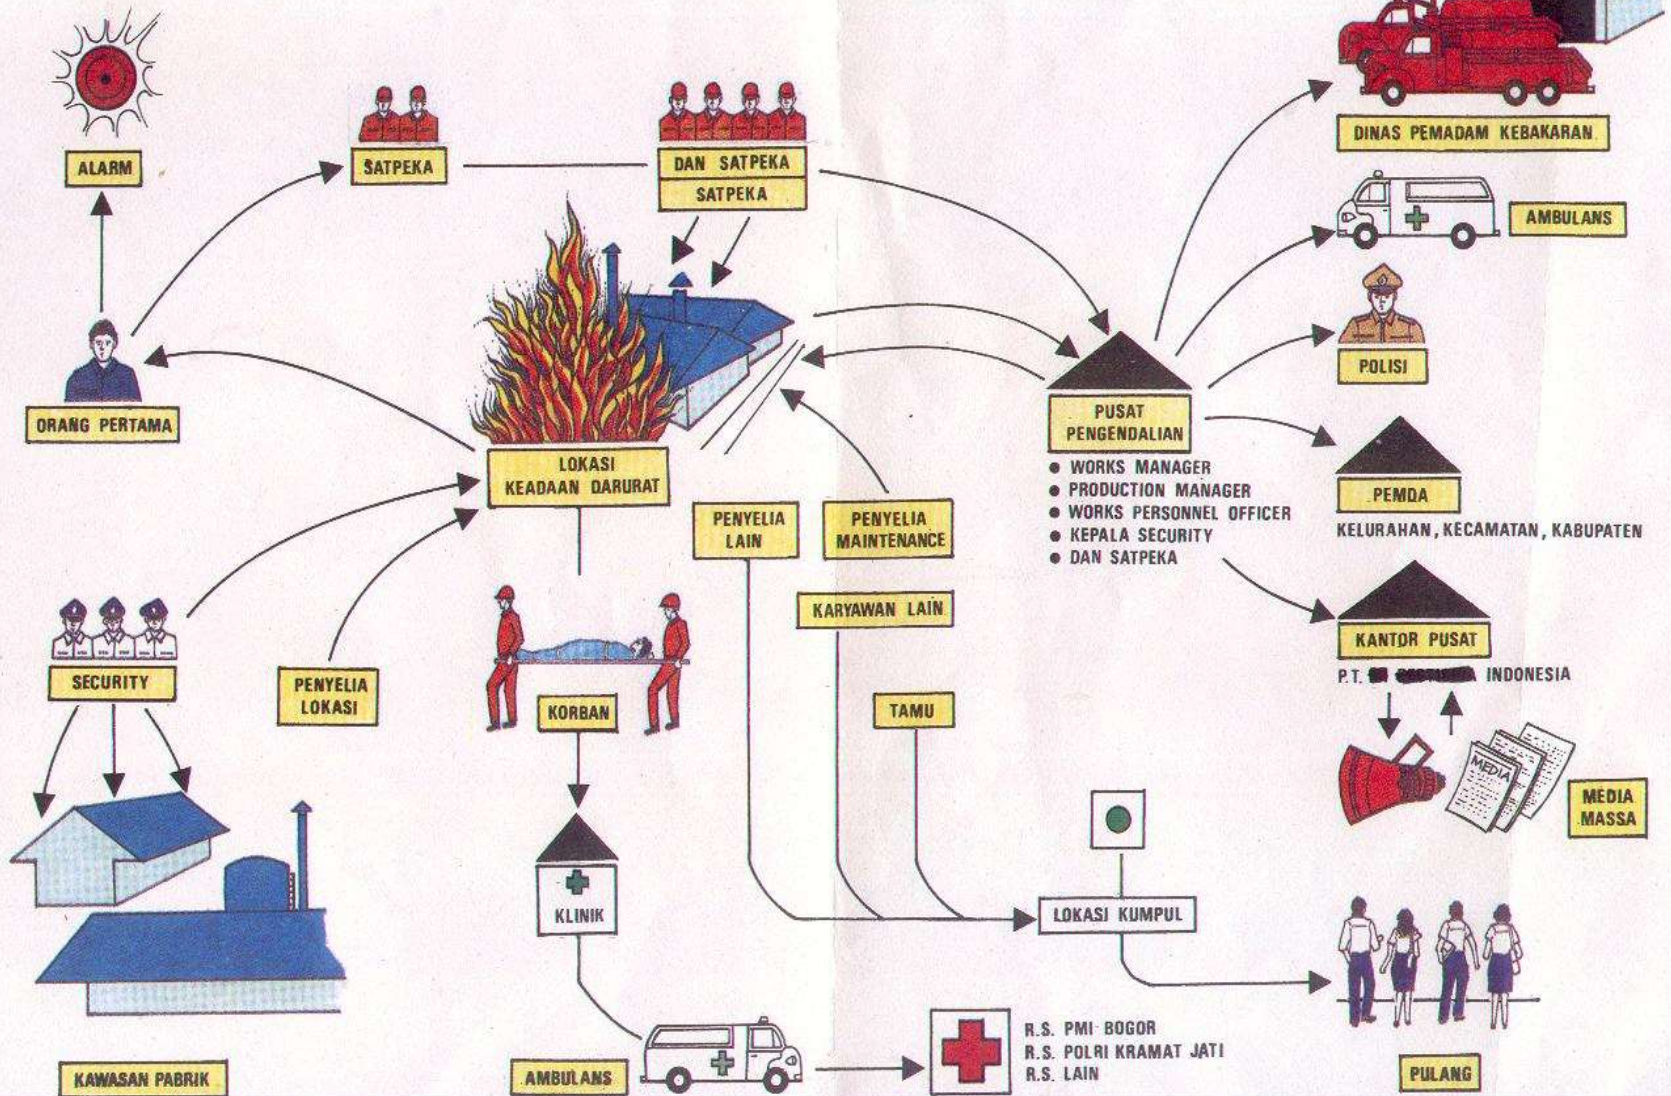 ALARM
SATPEKA
DAN SATPEKA
SATPEKA
DINAS PEMADAM KEBAKARAN
AMBULANS
POLISI
ORANG PERTAMA
LOKASI
KEADAAN DARURAT
PUSAT
PENGENDALIAN
● WORKS MANAGER
● PRODUCTION MANAGER
● WORKS PERSONNEL OFFICER
● KEPALA SECURITY
● DAN SATPEKA
PEMDA
KELURAHAN, KECAMATAN, KABUPATEN
PENYELIA
LAIN
PENYELIA
MAINTENANCE
KARYAWAN LAIN
KANTOR PUSAT
P.T. INDONESIA
SECURITY
PENYELIA
LOKASI
KORBAN
TAMU
MEDIA
MEDIA
MASSA
KLINIK
LOKASI KUMPUL
KAWASAN PABRIK
AMBULANS
R.S. PMI BOGOR
R.S. POLRI KRAMAT JATI
R.S. LAIN
PULANG